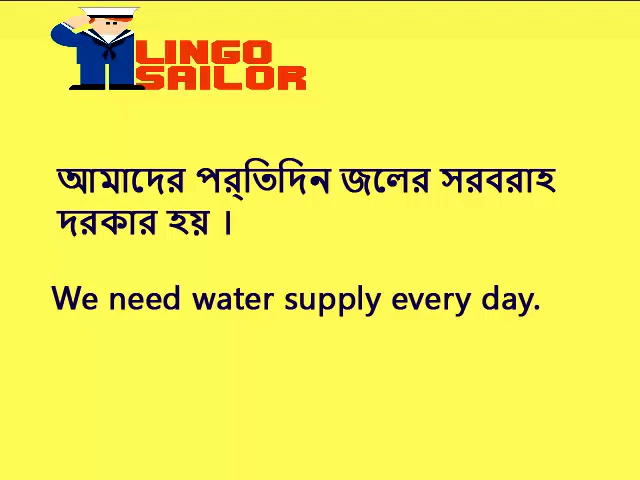 LINGO
SAILOR
আমাদের পর্‌তিদিন জলের সরবরাহ
দরকার হয় ।
We need water supply every day.